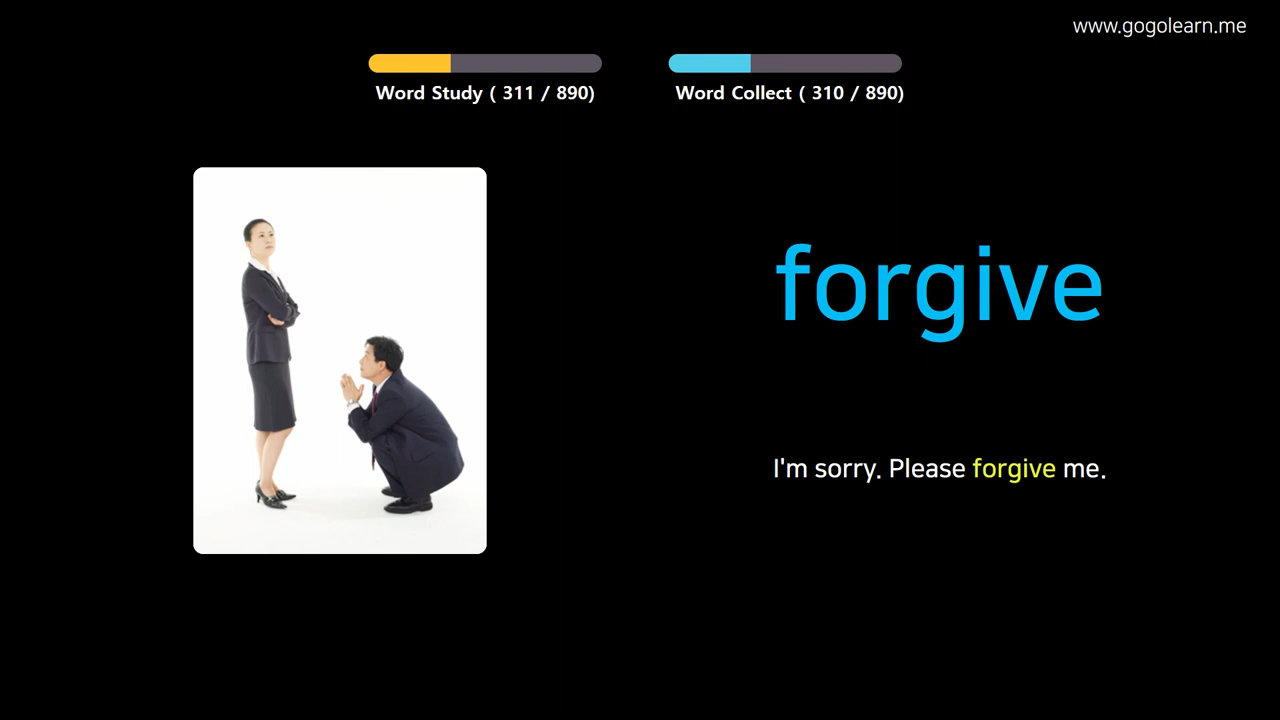 www.gogolearn.me
Word Study ( 311 / 890)
Word Collect ( 310 / 890)
forgive
I'm sorry. Please forgive me.